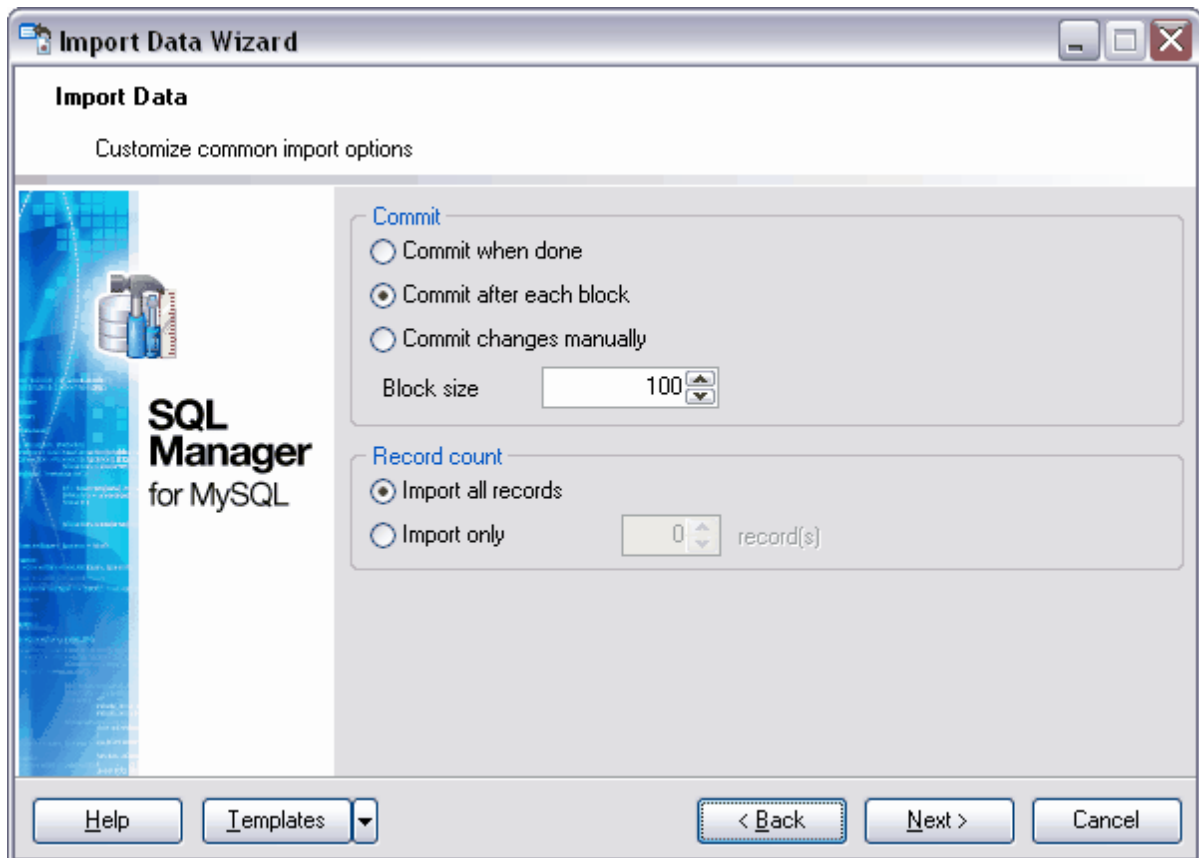 Import Data Wizard
Import Data
Customize common import options
Commit
Commit when done
Commit after each block
Commit changes manually
Block size 100
SQL
Manager
for MySQL
Record count
Import all records
Import only 0 record(s)
Help Templates < Back Next > Cancel